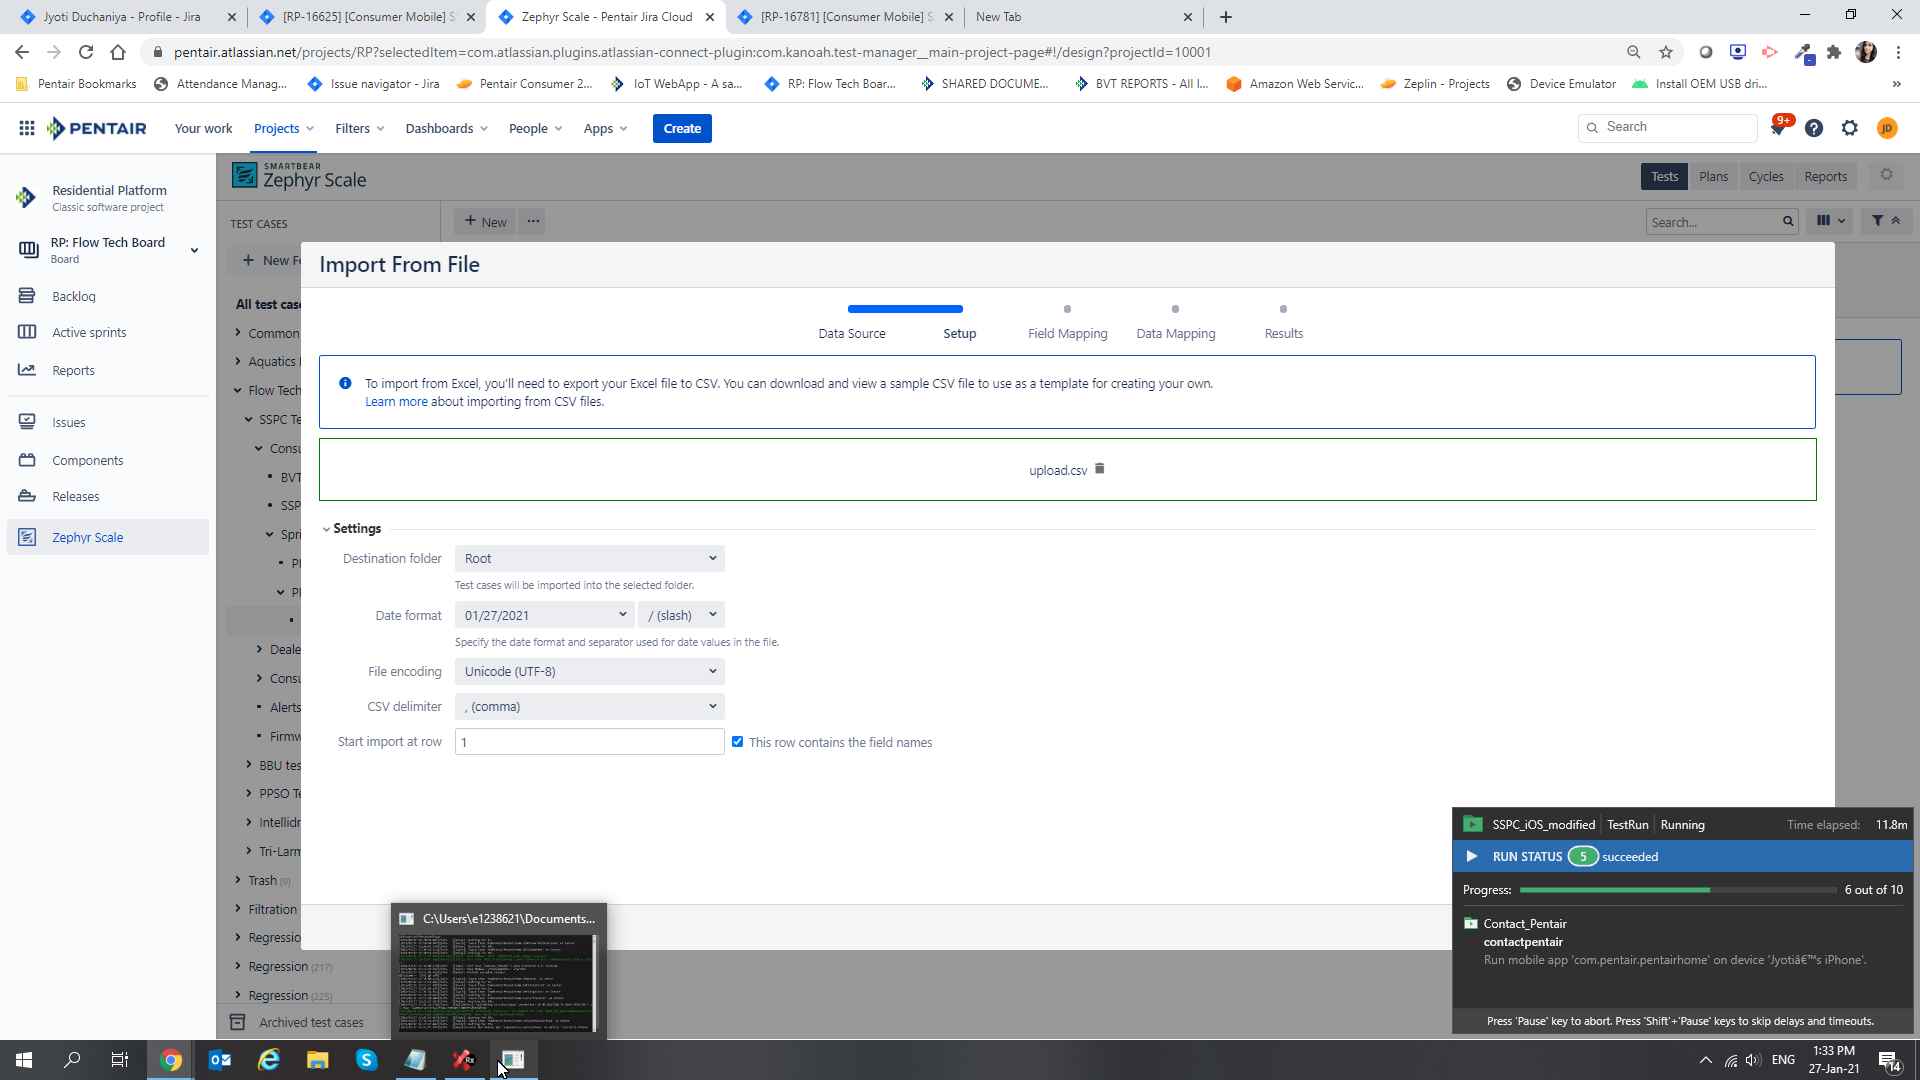 Jyoti Duchaniya - Profile - Jira
[RP-16625] [Consumer Mobile] S
Zephyr Scale - Pentair Jira Cloud
[RP-16781] [Consumer Mobile] S
New Tab
pentair.atlassian.net/projects/RP?selectedItem=com.atlassian.plugins.atlassian-connect-plugin:com.kanoah.test-manager__main-project-page#!/design?projectId=10001
Pentair Bookmarks
Attendance Manag...
Issue navigator - Jira
Pentair Consumer 2...
IoT WebApp - A sa...
RP: Flow Tech Boar...
SHARED DOCUME...
BVT REPORTS - All I...
Amazon Web Servic...
Zeplin - Projects
Device Emulator
Install OEM USB dri...
»
PENTAIR
Your work
Projects
Filters
Dashboards
People
Apps
Create
Search
9+
JD
Residential Platform
Classic software project
RP: Flow Tech Board
Board
Backlog
Active sprints
Reports
Issues
Components
Releases
Zephyr Scale
SMARTBEAR
Zephyr Scale
Tests
Plans
Cycles
Reports
TEST CASES
+ New
...
Search...
+ New Fo
All test case
Common
Aquatics
Flow Tech
SSPC Te
Consu
BVT
SSP
Spri
Pl
Pl
Deale
Consu
Alerts
Firmw
BBU tes
PPSO Te
Intellidr
Tri-Larm
Trash (9)
Filtration
Regressio
Regression (217)
Regression (225)
Archived test cases
Import From File
Data Source
Setup
Field Mapping
Data Mapping
Results
To import from Excel, you'll need to export your Excel file to CSV. You can download and view a sample CSV file to use as a template for creating your own.
Learn more about importing from CSV files.
upload.csv
Settings
Destination folder
Root
Test cases will be imported into the selected folder.
Date format
01/27/2021
/ (slash)
Specify the date format and separator used for date values in the file.
File encoding
Unicode (UTF-8)
CSV delimiter
, (comma)
Start import at row
1
This row contains the field names
C:\Users\e1238621\Documents...
SSPC_iOS_modified
TestRun
Running
Time elapsed: 11.8m
RUN STATUS 5 succeeded
Progress:
6 out of 10
Contact_Pentair
contactpentair
Run mobile app 'com.pentair.pentairhome' on device 'Jyotiâ€™s iPhone'.
Press 'Pause' key to abort. Press 'Shift'+'Pause' keys to skip delays and timeouts.
ENG
1:33 PM
27-Jan-21
14